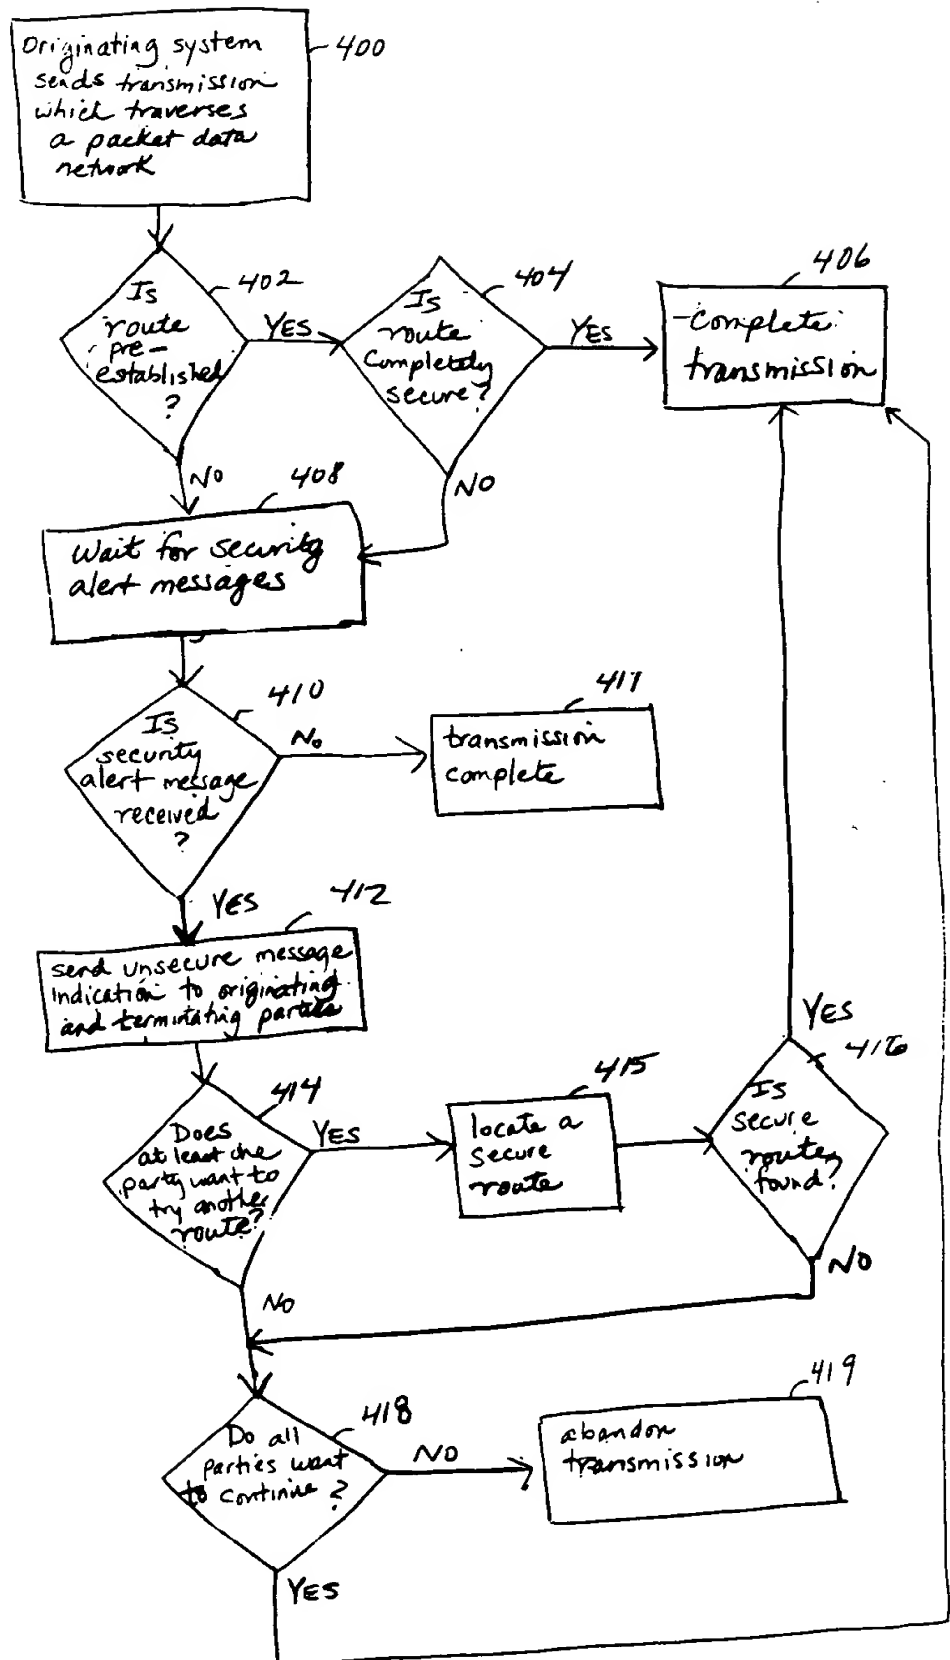 Originating system
sends transmission
which traverses
a packet data
network
400
Is
route
pre-
established
?
402
YES
Is
route
completely
secure?
404
YES
406
complete
transmission
NO
NO
408
Wait for security
alert messages
Is
security
alert message
received
?
410
No
411
transmission
complete
YES
412
send unsecure message
indication to originating
and terminating parties
Does
at least one
party want to
try another
route?
414
YES
415
locate a
secure
route
Is
secure
route
found?
416
YES
NO
NO
Do all
parties want
to continue ?
418
NO
419
abandon
transmission
YES